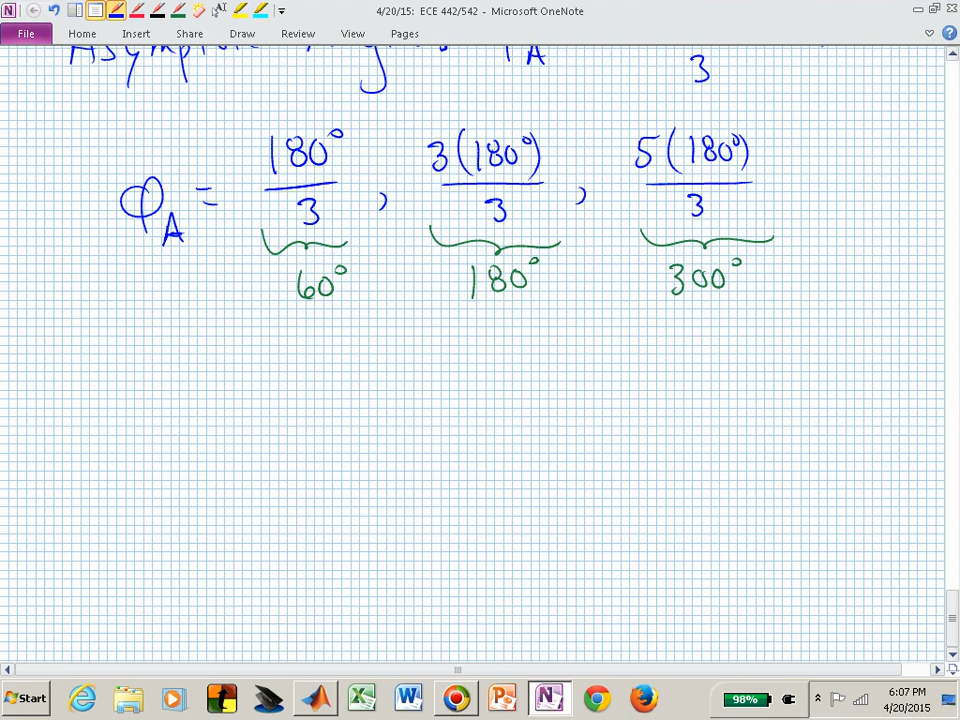 4/20/15: ECE 442/542 - Microsoft OneNote
File Home Insert Share Draw Review View Pages
3
φA = 180° / 3 , 3(180°) / 3 , 5(180°) / 3
60° 180° 300°
Start 98% 6:07 PM
4/20/2015